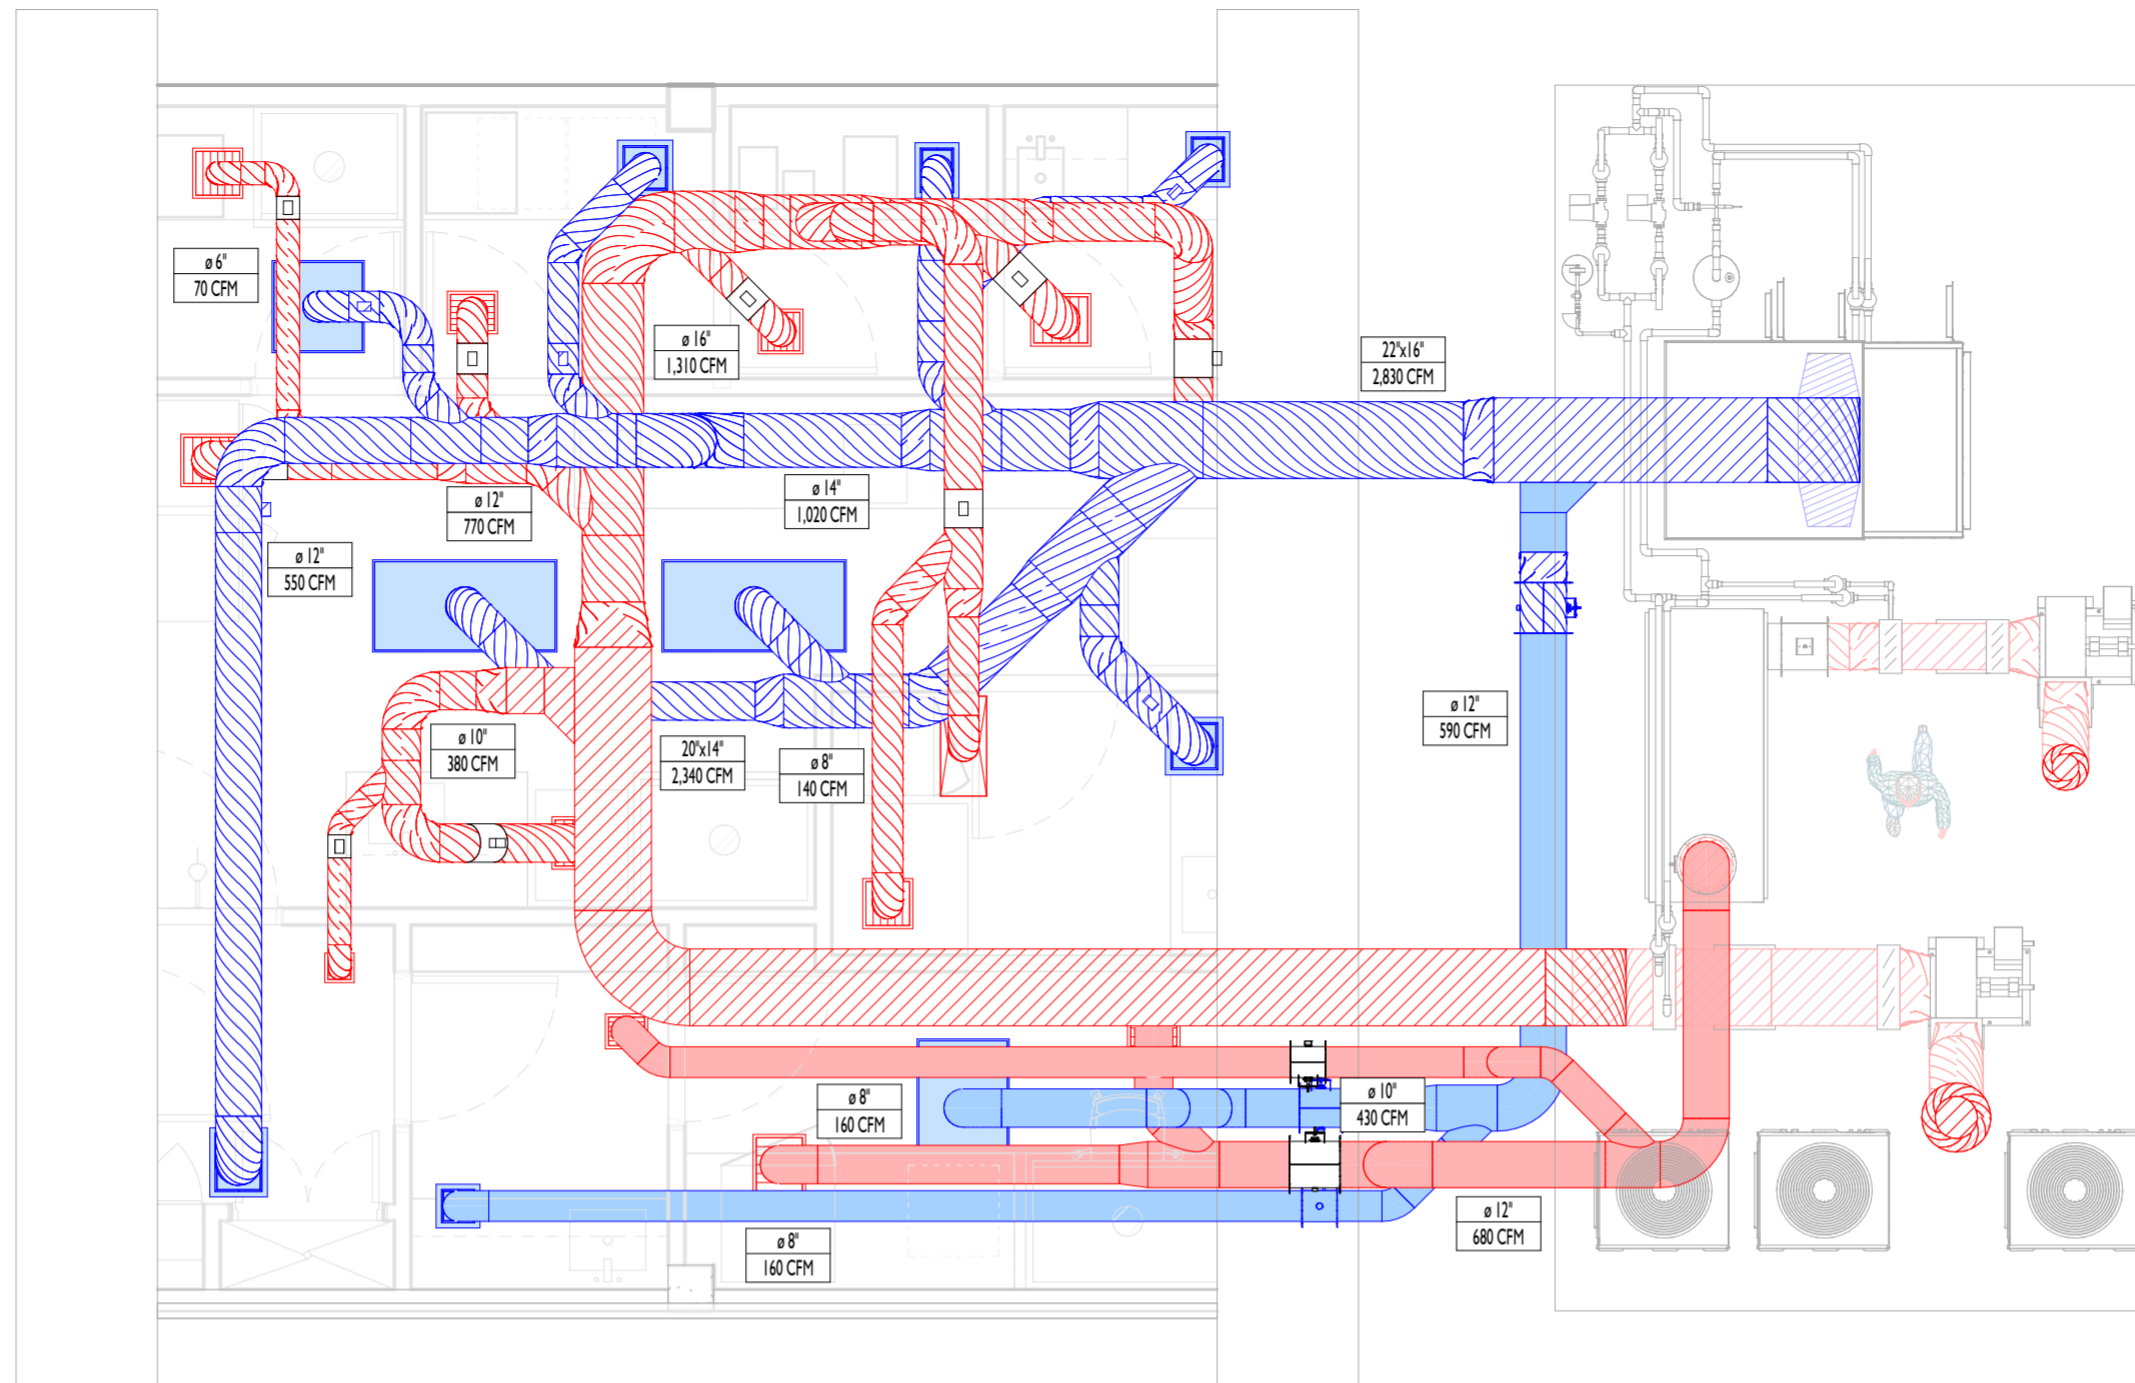 ø 6"
70 CFM
ø 16"
1,310 CFM
22"x16"
2,830 CFM
ø 12"
770 CFM
ø 14"
1,020 CFM
ø 12"
550 CFM
ø 10"
380 CFM
20"x14"
2,340 CFM
ø 8"
140 CFM
ø 12"
590 CFM
ø 8"
160 CFM
ø 10"
430 CFM
ø 8"
160 CFM
ø 12"
680 CFM